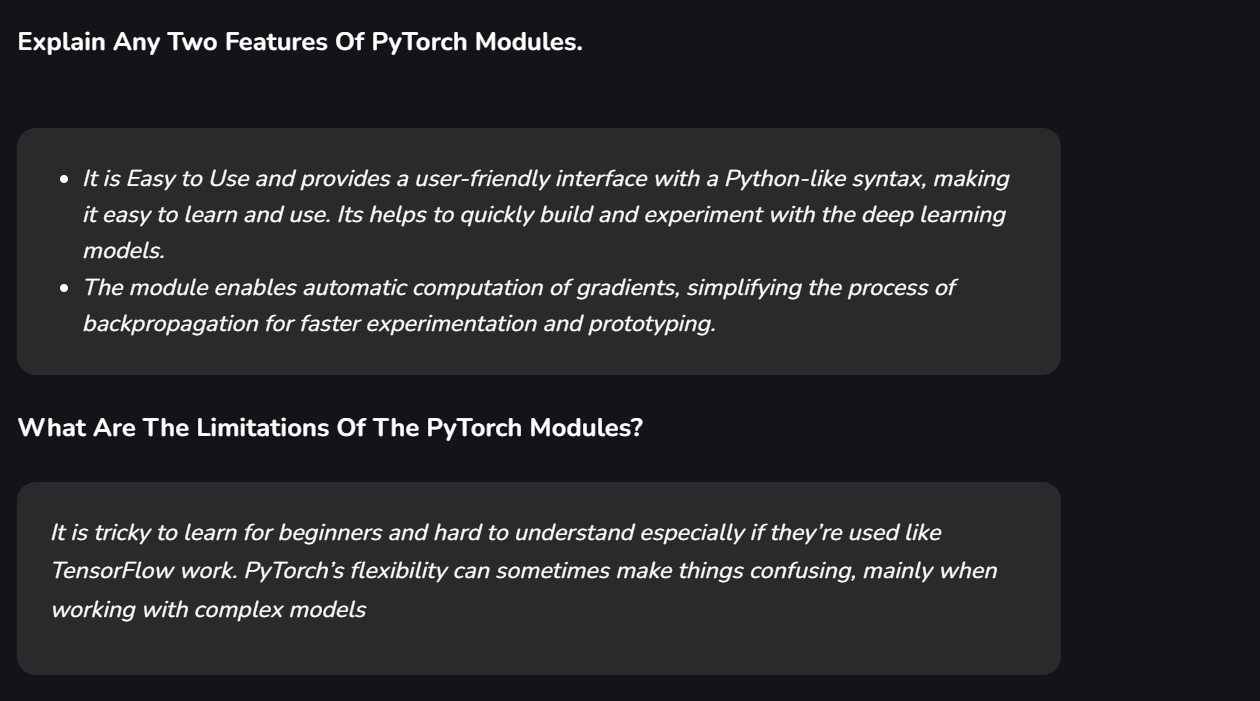 Explain Any Two Features Of PyTorch Modules.
• It is Easy to Use and provides a user-friendly interface with a Python-like syntax, making
it easy to learn and use. Its helps to quickly build and experiment with the deep learning
models.
• The module enables automatic computation of gradients, simplifying the process of
backpropagation for faster experimentation and prototyping.
What Are The Limitations Of The PyTorch Modules?
It is tricky to learn for beginners and hard to understand especially if they’re used like
TensorFlow work. PyTorch’s flexibility can sometimes make things confusing, mainly when
working with complex models